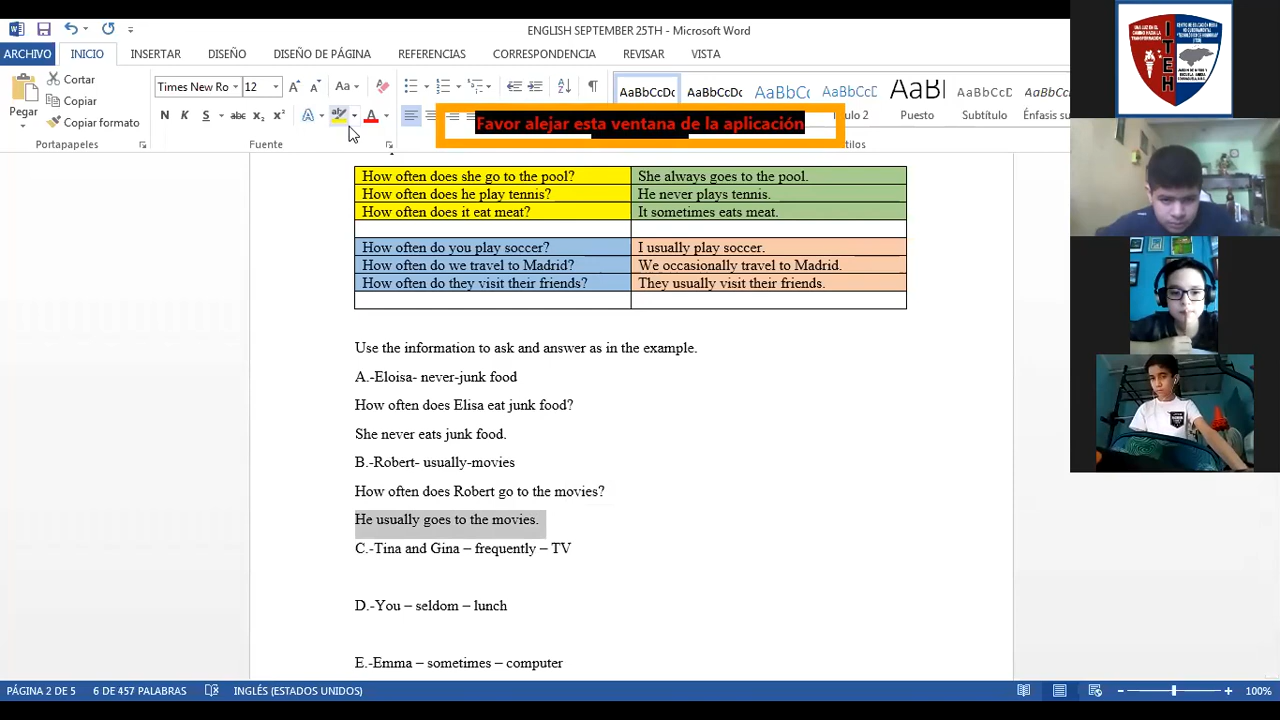 ENGLISH SEPTEMBER 25TH - Microsoft Word
ARCHIVO INICIO INSERTAR DISEÑO DISEÑO DE PÁGINA REFERENCIAS CORRESPONDENCIA REVISAR VISTA
Cortar
Copiar
Copiar formato
Pegar
Portapapeles
Times New Ro 12
Fuente
AaBbCcDc AaBbCcDc AaBbCc AaBbCcD AaBl AaBbCcD AaBbCcD
Favor alejar esta ventana de la aplicación
Puesto Subtítulo Énfasis sutil
How often does she go to the pool? She always goes to the pool.
How often does he play tennis? He never plays tennis.
How often does it eat meat? It sometimes eats meat.
How often do you play soccer? I usually play soccer.
How often do we travel to Madrid? We occasionally travel to Madrid.
How often do they visit their friends? They usually visit their friends.
Use the information to ask and answer as in the example.
A.-Eloisa- never-junk food
How often does Elisa eat junk food?
She never eats junk food.
B.-Robert- usually-movies
How often does Robert go to the movies?
He usually goes to the movies.
C.-Tina and Gina – frequently – TV
D.-You – seldom – lunch
E.-Emma – sometimes – computer
PÁGINA 2 DE 5 6 DE 457 PALABRAS INGLÉS (ESTADOS UNIDOS) 100%
ITEH